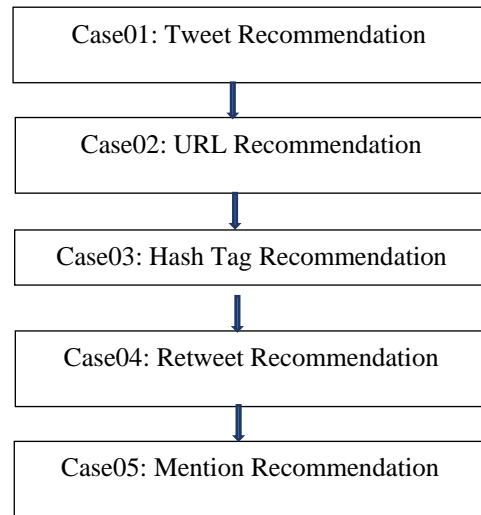 Case01: Tweet Recommendation
Case02: URL Recommendation
Case03: Hash Tag Recommendation
Case04: Retweet Recommendation
Case05: Mention Recommendation